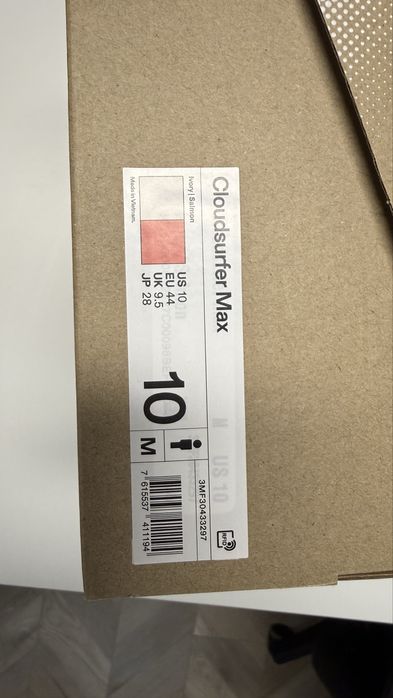 Cloudsurfer Max
Ivory | Salmon
US 10
EU 44
UK 9.5
JP 28
Made in Vietnam.
10
M
3MF30433297
RFID
7 615537 411194
US 10